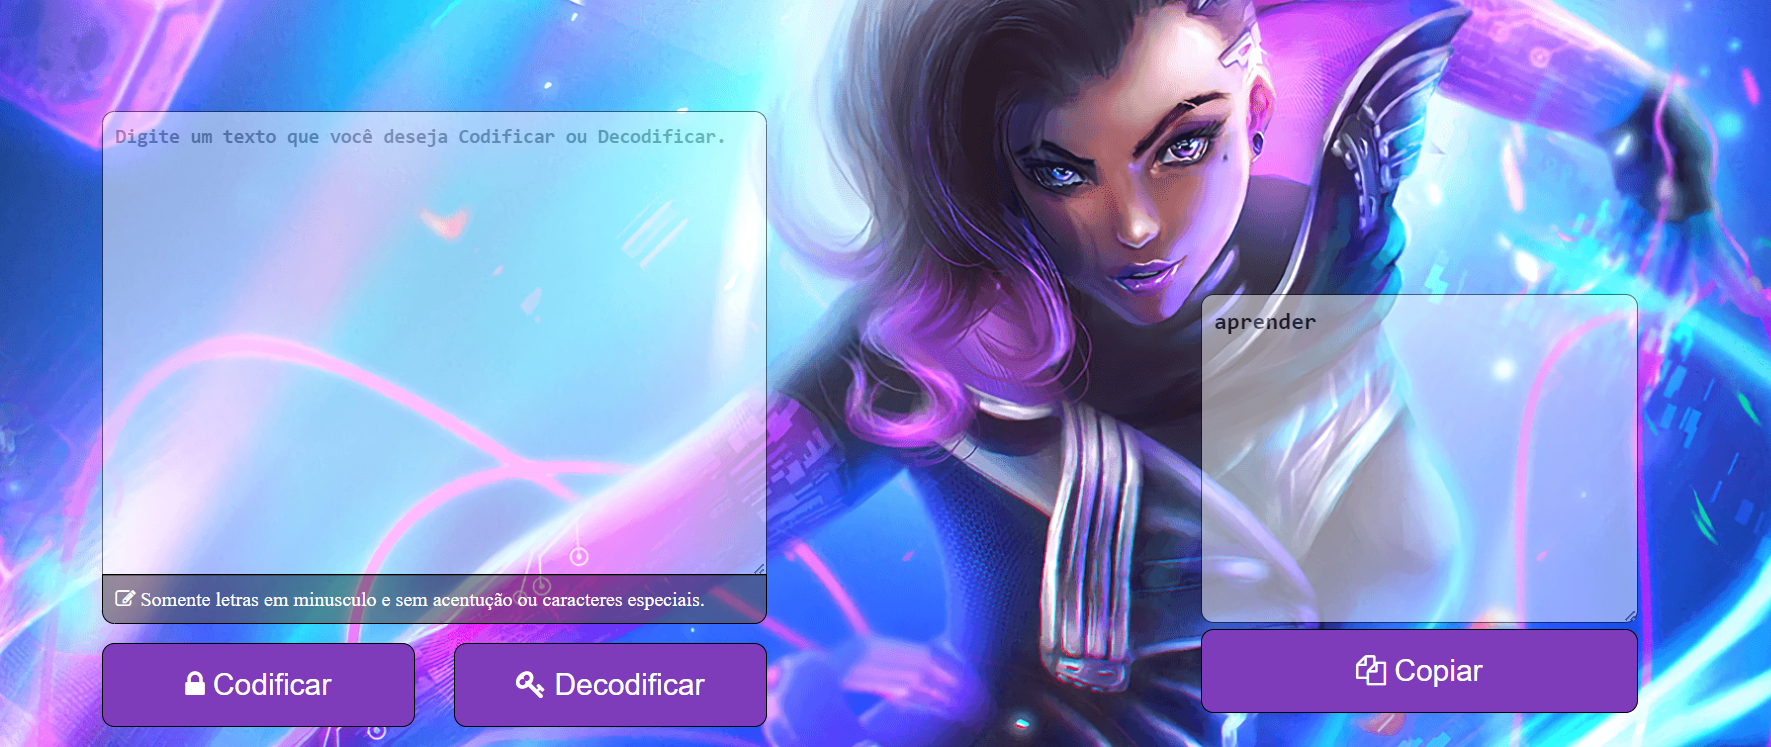 Digite um texto que você deseja Codificar ou Decodificar.
aprender
Somente letras em minusculo e sem acentução ou caracteres especiais.
Codificar
Decodificar
Copiar